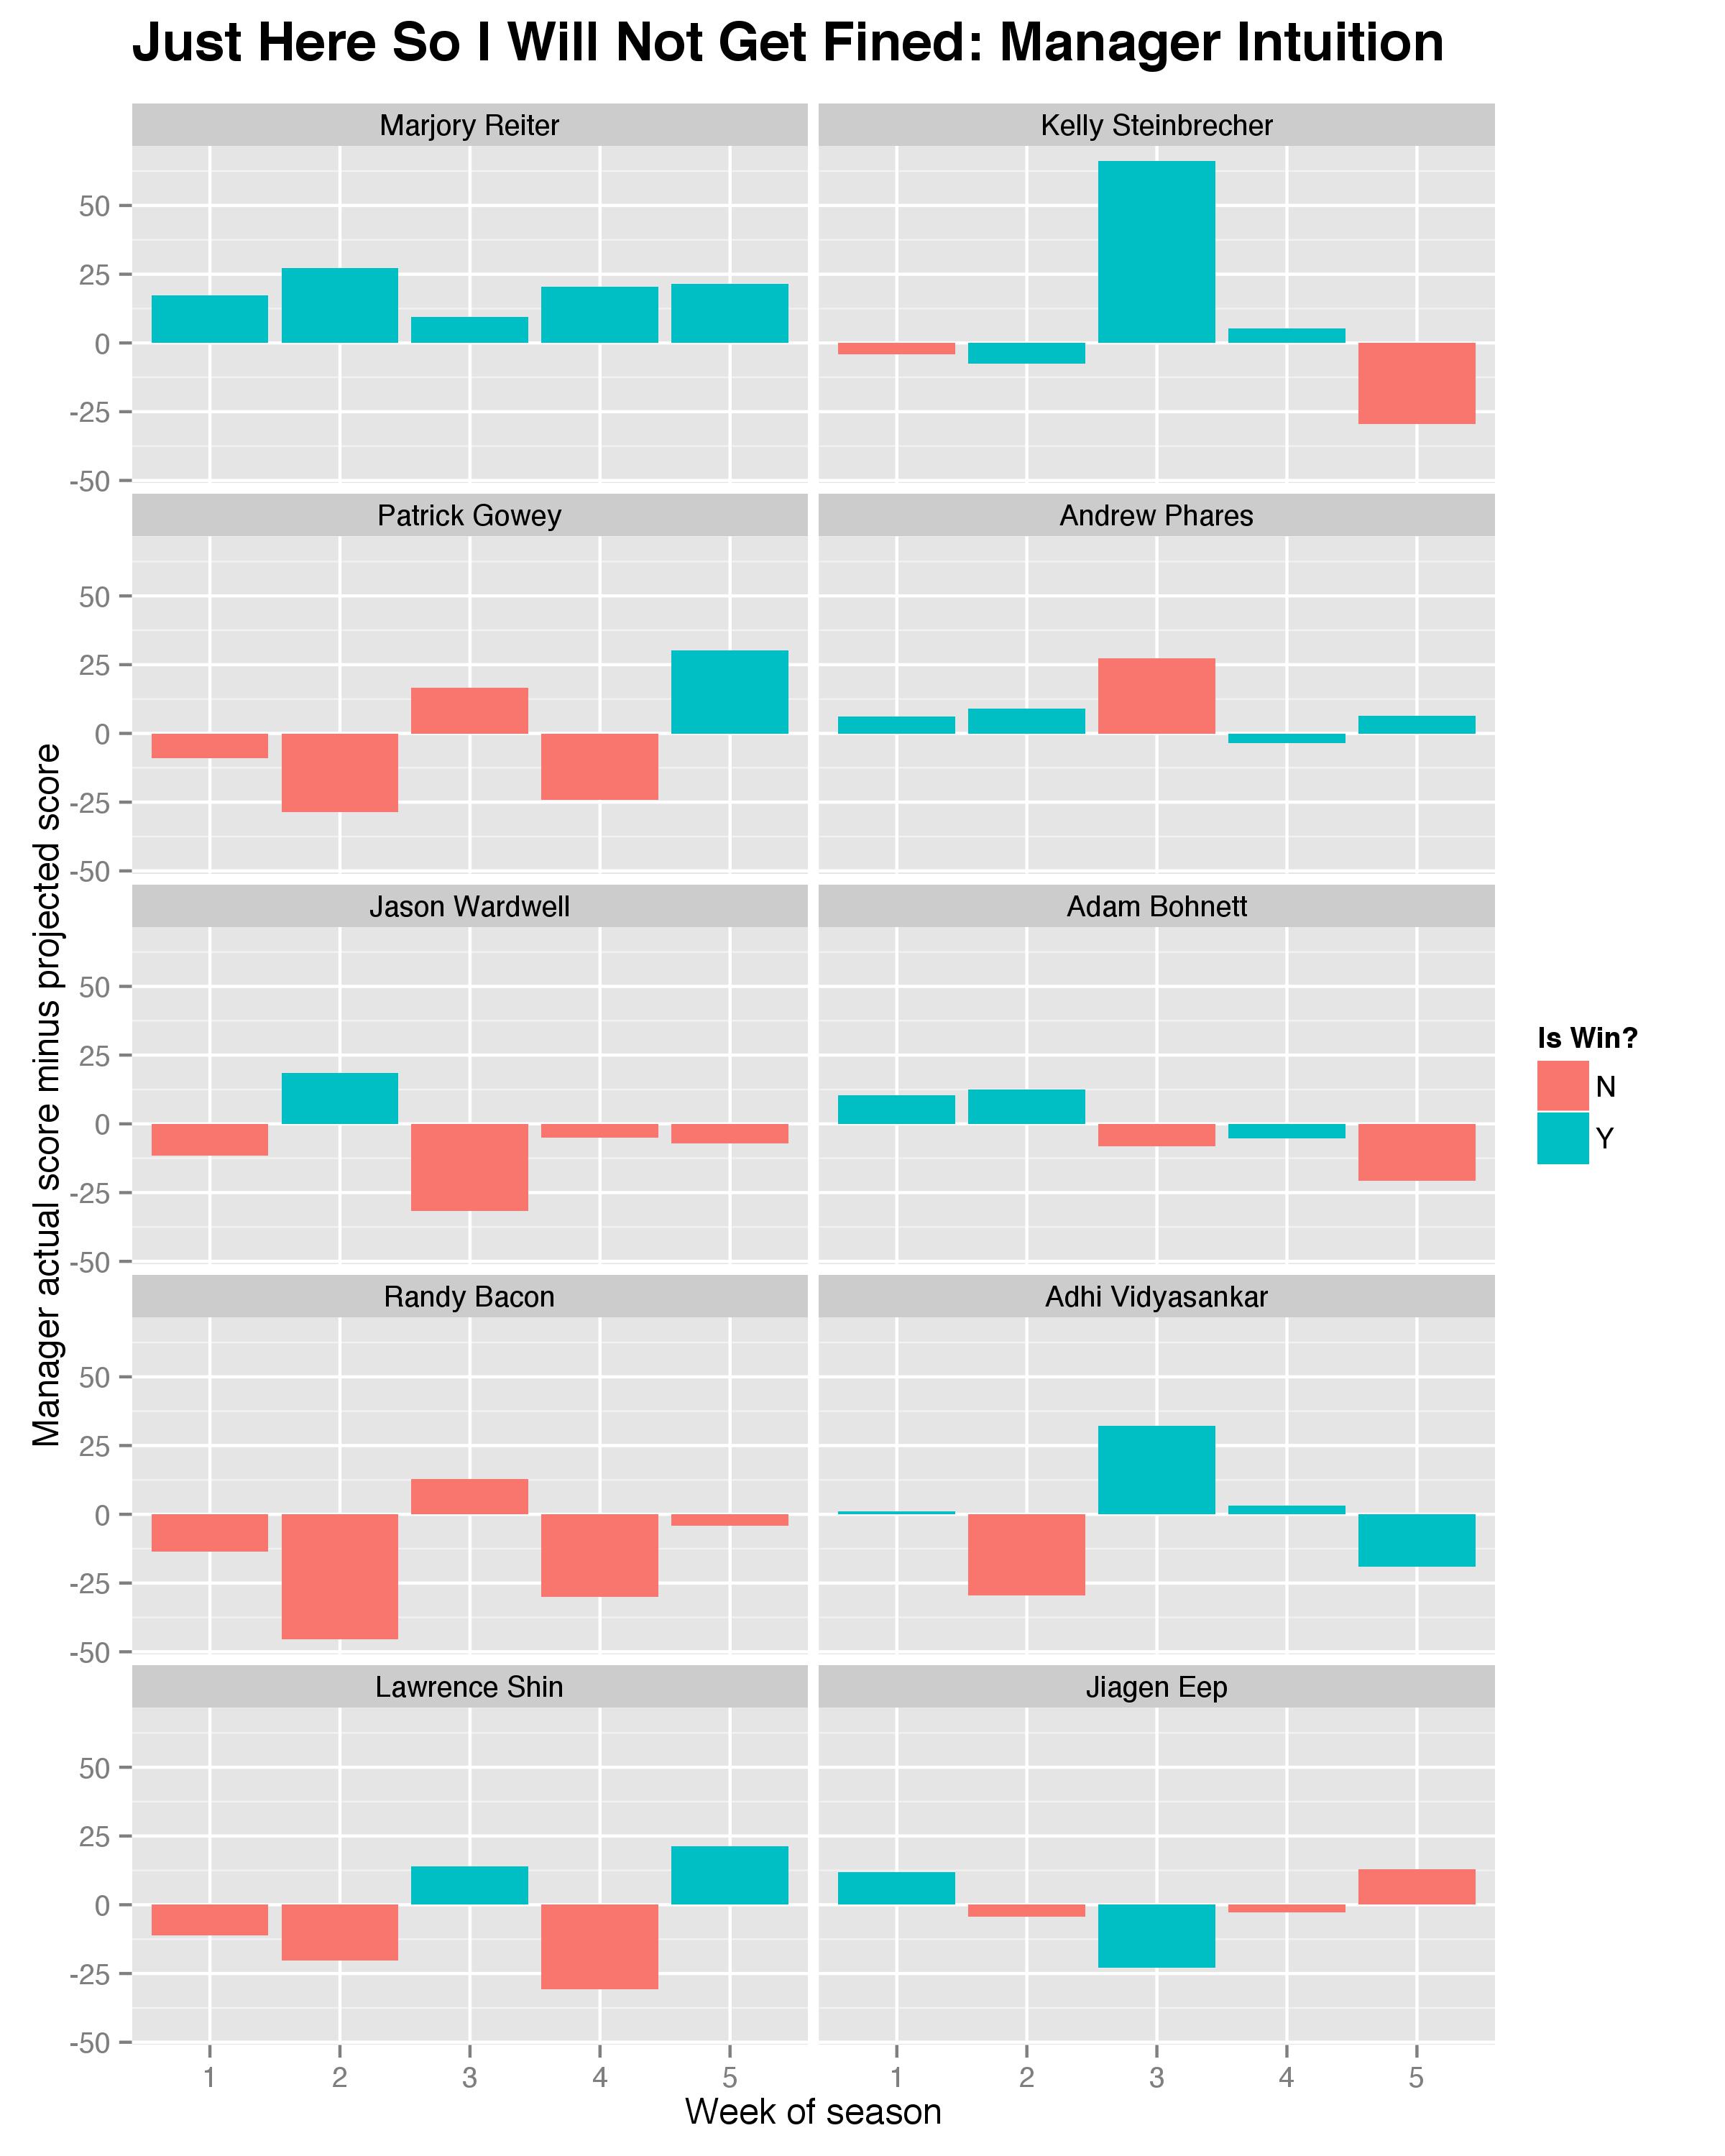 Just Here So I Will Not Get Fined: Manager Intuition
Marjory Reiter
Kelly Steinbrecher
50
25
0
-25
-50
Patrick Gowey
Andrew Phares
50
25
0
-25
-50
Jason Wardwell
Adam Bohnett
50
25
0
-25
-50
Randy Bacon
Adhi Vidyasankar
50
25
0
-25
-50
Lawrence Shin
Jiagen Eep
50
25
0
-25
-50
1 2 3 4 5 1 2 3 4 5
Week of season
Manager actual score minus projected score
Is Win?
N
Y